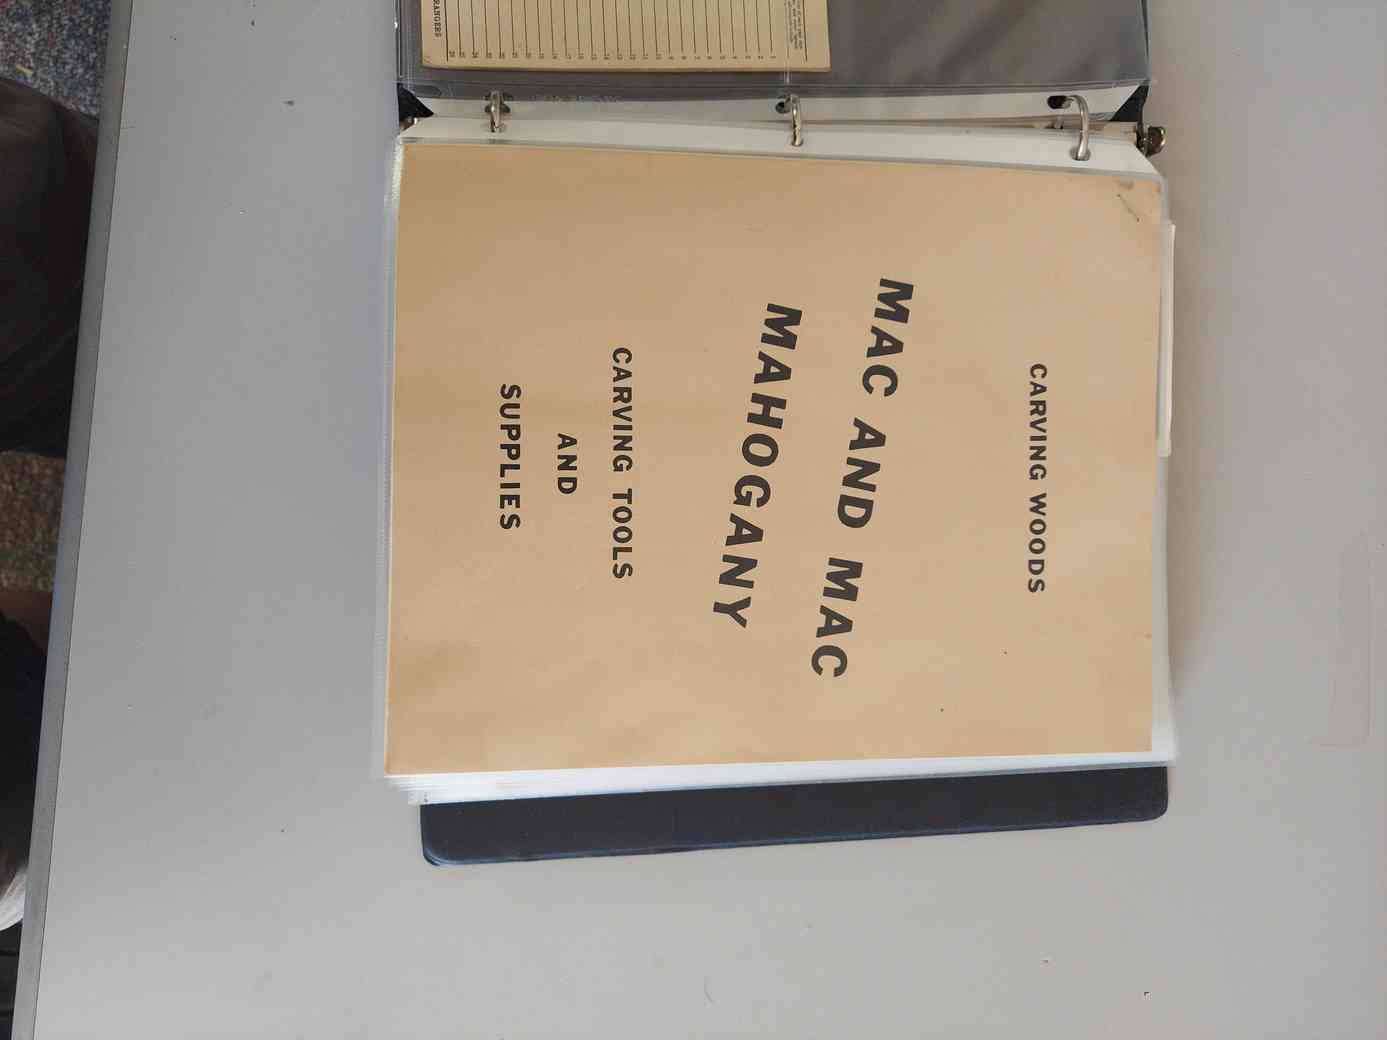 CARVING WOODS
MAC AND MAC
MAHOGANY
CARVING TOOLS
AND
SUPPLIES